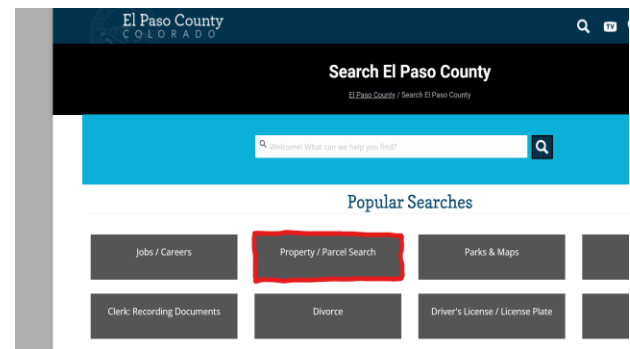 El Paso County
COLORADO
TV
Search El Paso County
El Paso County / Search El Paso County
Welcome! What can we help you find?
Popular Searches
Jobs / Careers
Property / Parcel Search
Parks & Maps
Clerk: Recording Documents
Divorce
Driver's License / License Plate